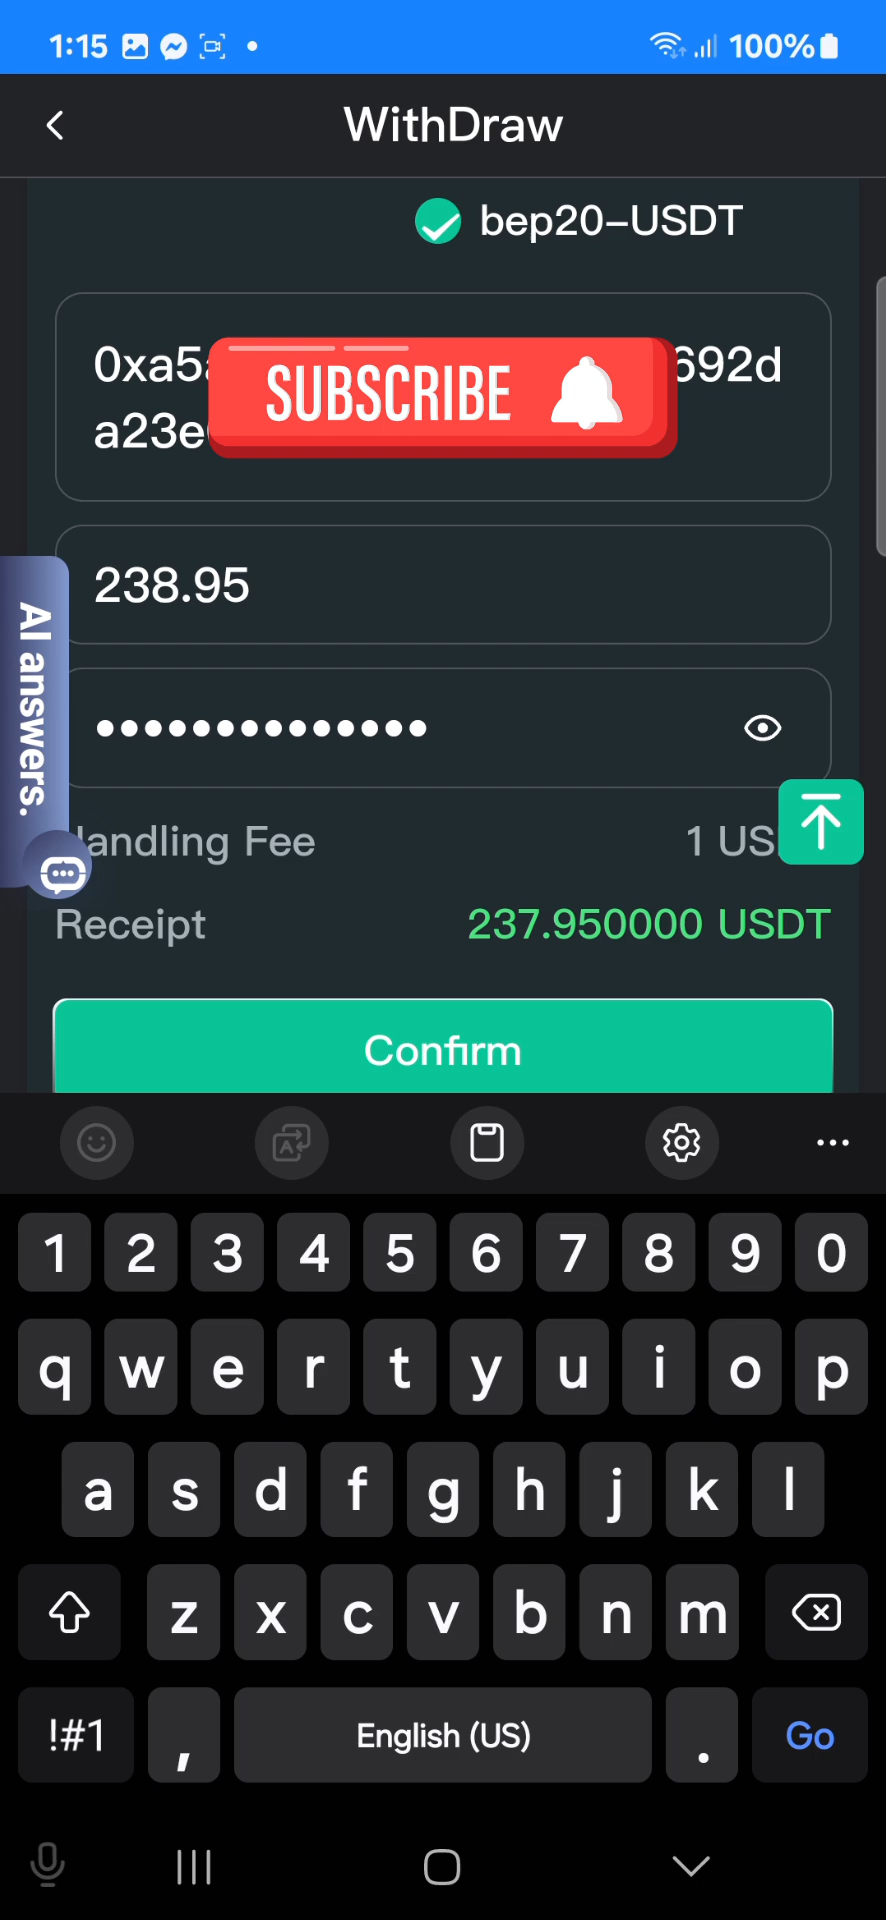 1:15 100%
WithDraw
bep20-USDT
0xa5 692d
SUBSCRIBE
a23e
238.95
AI answers.
Handling Fee 1 US
Receipt 237.950000 USDT
Confirm
1 2 3 4 5 6 7 8 9 0
q w e r t y u i o p
a s d f g h j k l
z x c v b n m
!#1 , English (US) . Go